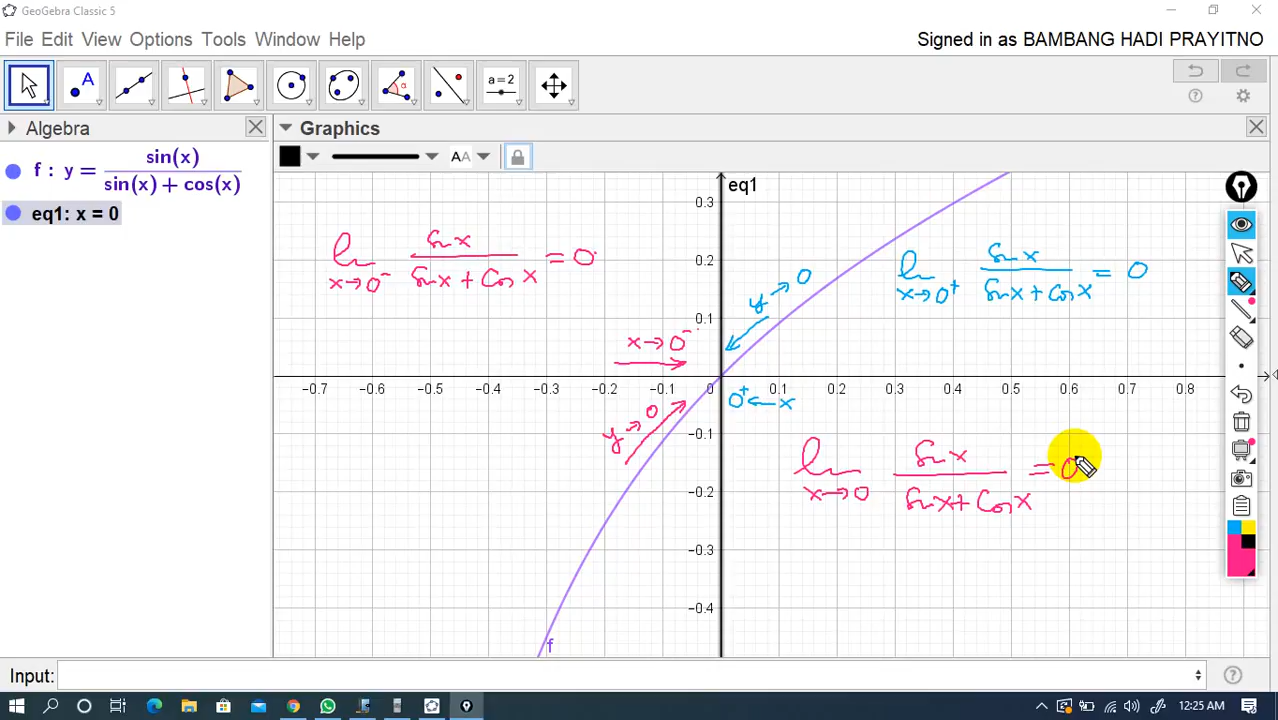 GeoGebra Classic 5
File Edit View Options Tools Window Help
Signed in as BAMBANG HADI PRAYITNO
A
α
a = 2
Algebra
Graphics
f : y = sin(x) / sin(x) + cos(x)
eq1: x = 0
AA
eq1
0.3
0.2
0.1
0
-0.1
-0.2
-0.3
-0.4
-0.7 -0.6 -0.5 -0.4 -0.3 -0.2 -0.1 0.1 0.2 0.3 0.4 0.5 0.6 0.7 0.8
f
lim x→0⁻ sin x / sin x + Cos x = 0
lim x→0⁺ sin x / sin x + Cos x = 0
y → 0
x → 0⁻
0⁺ ← x
y → 0
lim x→0 sin x / sin x + Cos x = 0
Input:
12:25 AM